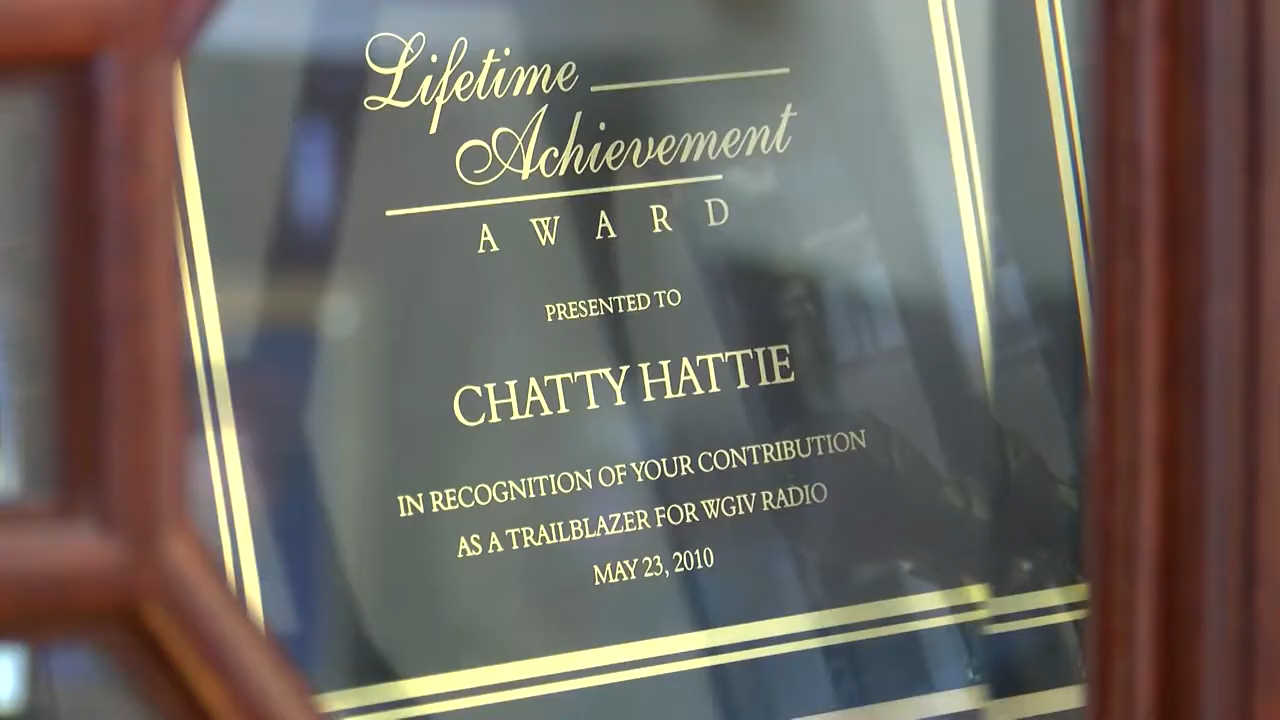 Lifetime
Achievement
AWARD
PRESENTED TO
CHATTY HATTIE
IN RECOGNITION OF YOUR CONTRIBUTION
AS A TRAILBLAZER FOR WGIV RADIO
MAY 23, 2010